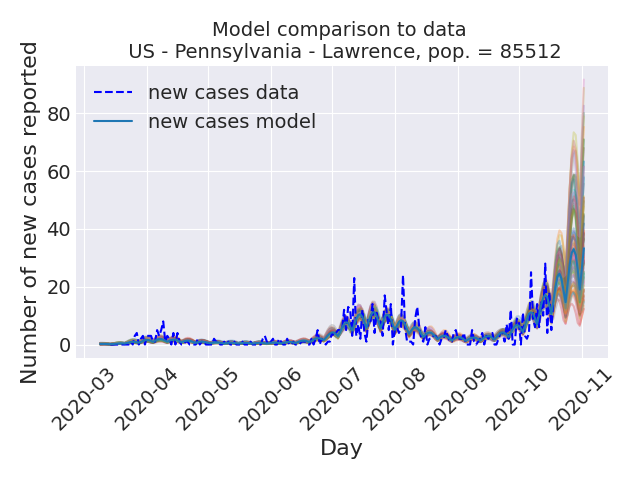 Model comparison to data
US - Pennsylvania - Lawrence, pop. = 85512
Number of new cases reported
new cases data
new cases model
80
60
40
20
0
2020-03
2020-04
2020-05
2020-06
2020-07
2020-08
2020-09
2020-10
2020-11
Day